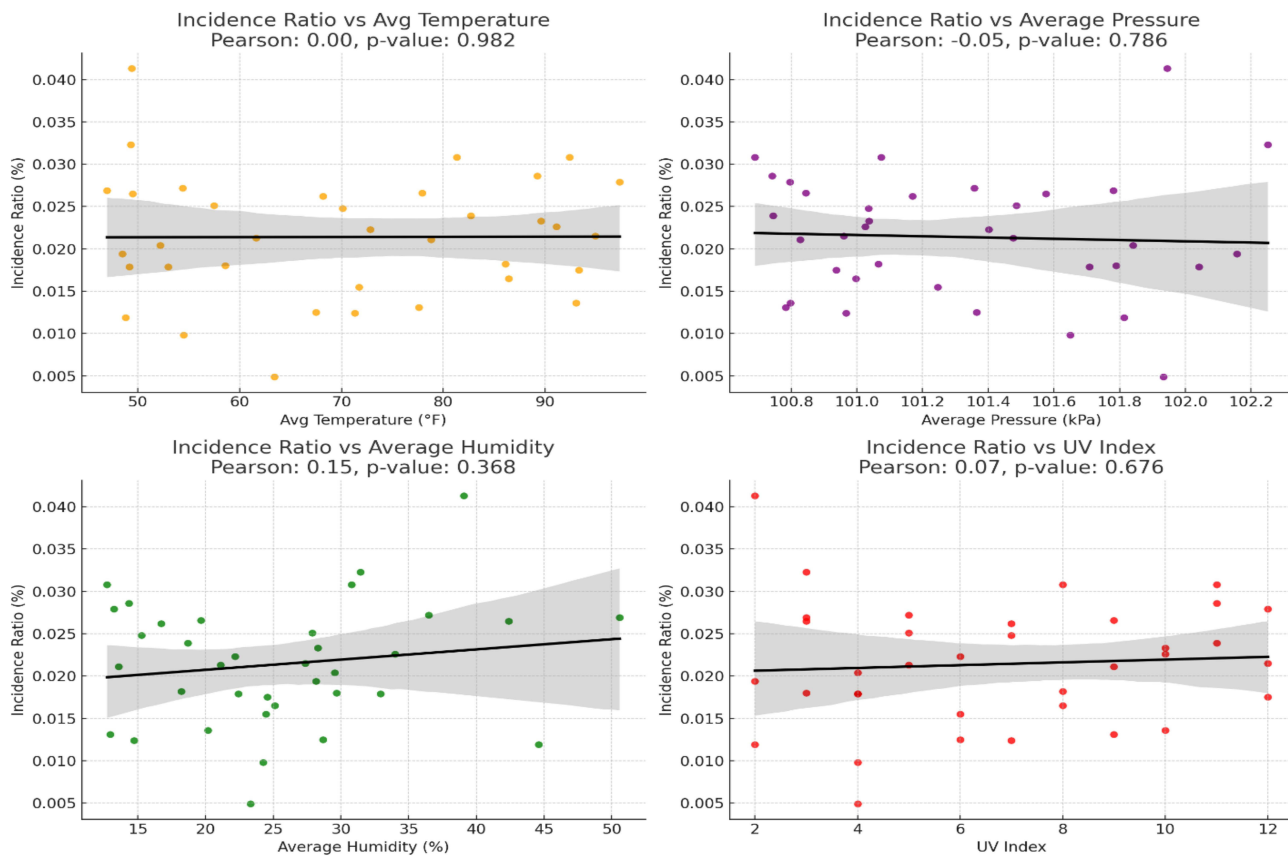 Incidence Ratio vs Avg Temperature
Pearson: 0.00, p-value: 0.982
0.040
0.035
0.030
0.025
0.020
0.015
0.010
0.005
Incidence Ratio (%)
50 60 70 80 90
Avg Temperature (°F)
Incidence Ratio vs Average Pressure
Pearson: -0.05, p-value: 0.786
0.040
0.035
0.030
0.025
0.020
0.015
0.010
0.005
Incidence Ratio (%)
100.8 101.0 101.2 101.4 101.6 101.8 102.0 102.2
Average Pressure (kPa)
Incidence Ratio vs Average Humidity
Pearson: 0.15, p-value: 0.368
0.040
0.035
0.030
0.025
0.020
0.015
0.010
0.005
Incidence Ratio (%)
15 20 25 30 35 40 45 50
Average Humidity (%)
Incidence Ratio vs UV Index
Pearson: 0.07, p-value: 0.676
0.040
0.035
0.030
0.025
0.020
0.015
0.010
0.005
Incidence Ratio (%)
2 4 6 8 10 12
UV Index